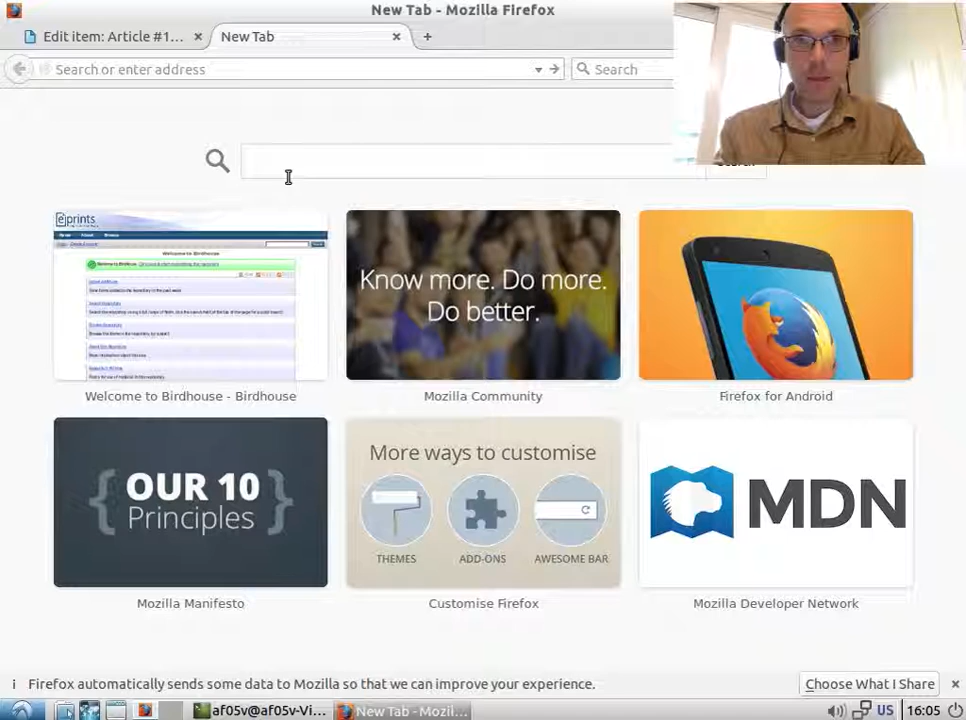 New Tab - Mozilla Firefox
Edit item: Article #1...
New Tab
Search or enter address
Search
eprints
Welcome to Birdhouse
Know more. Do more.
Do better.
Welcome to Birdhouse - Birdhouse
Mozilla Community
Firefox for Android
{ OUR 10 }
Principles
More ways to customise
THEMES
ADD-ONS
AWESOME BAR
MDN
Mozilla Manifesto
Customise Firefox
Mozilla Developer Network
i Firefox automatically sends some data to Mozilla so that we can improve your experience.
Choose What I Share
af05v@af05v-Vi...
New Tab - Mozil...
US
16:05